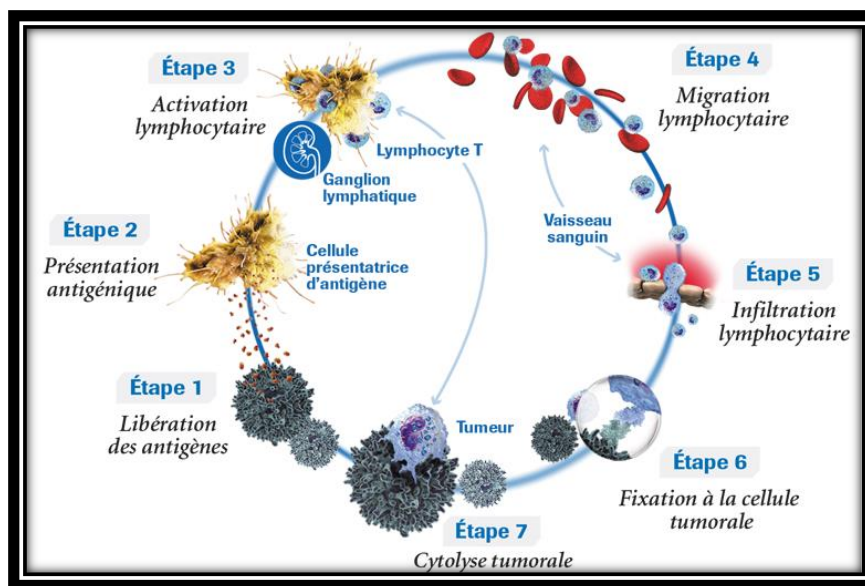 Étape 1
Libération
des antigènes
Étape 2
Présentation
antigénique
Cellule
présentatrice
d'antigène
Étape 3
Activation
lymphocytaire
Lymphocyte T
Ganglion
lymphatique
Étape 4
Migration
lymphocytaire
Vaisseau
sanguin
Étape 5
Infiltration
lymphocytaire
Étape 6
Fixation à la cellule
tumorale
Tumeur
Étape 7
Cytolyse tumorale